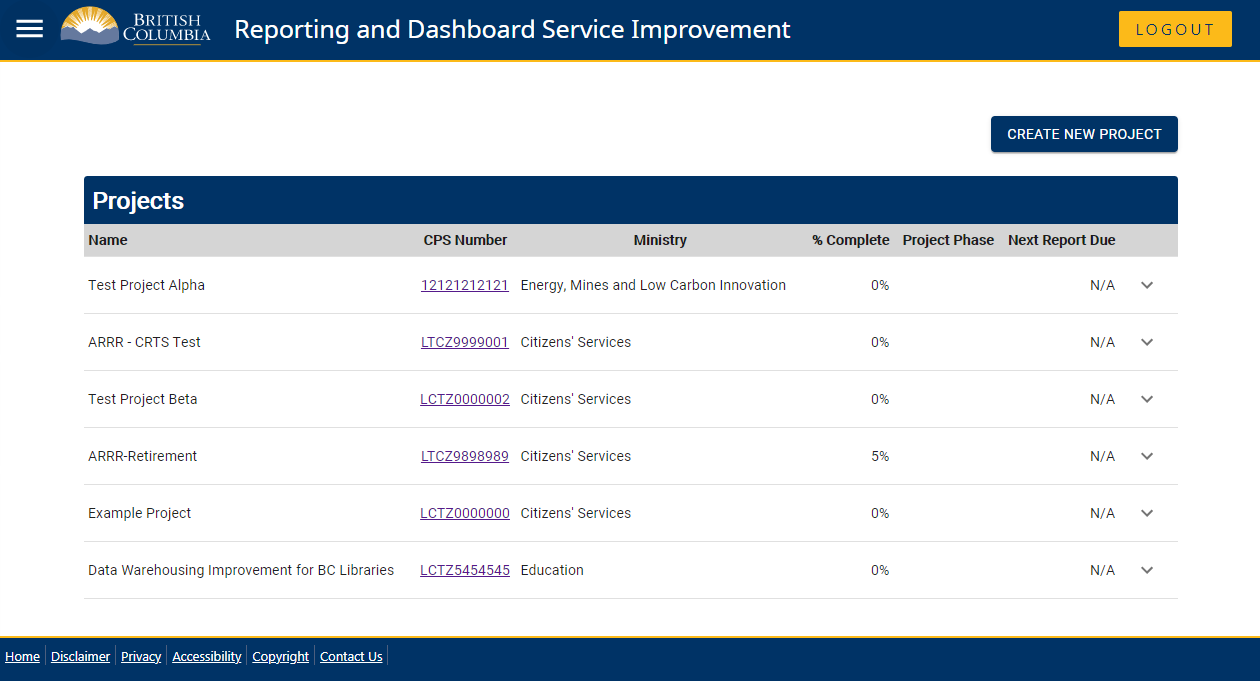 BRITISH
COLUMBIA
Reporting and Dashboard Service Improvement
LOGOUT
CREATE NEW PROJECT
Projects
Name CPS Number Ministry % Complete Project Phase Next Report Due
Test Project Alpha 12121212121 Energy, Mines and Low Carbon Innovation 0% N/A
ARRR - CRTS Test LTCZ9999001 Citizens' Services 0% N/A
Test Project Beta LCTZ0000002 Citizens' Services 0% N/A
ARRR-Retirement LTCZ9898989 Citizens' Services 5% N/A
Example Project LCTZ0000000 Citizens' Services 0% N/A
Data Warehousing Improvement for BC Libraries LCTZ5454545 Education 0% N/A
Home Disclaimer Privacy Accessibility Copyright Contact Us